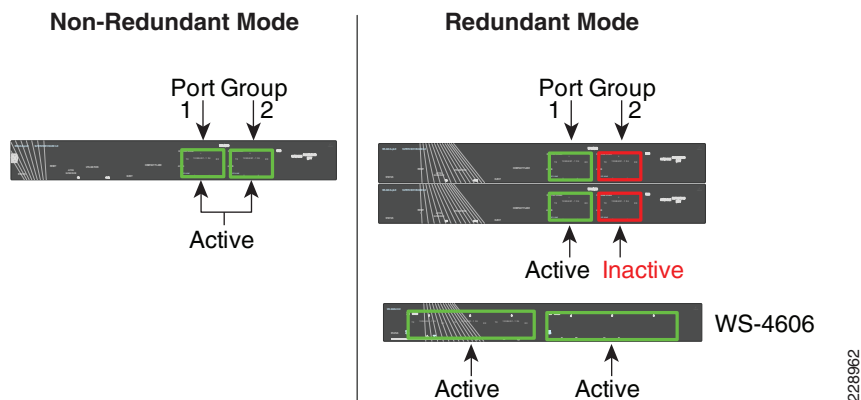 Non-Redundant Mode
Port Group
1 2
Active
Redundant Mode
Port Group
1 2
Active Inactive
WS-4606
Active Active
228962